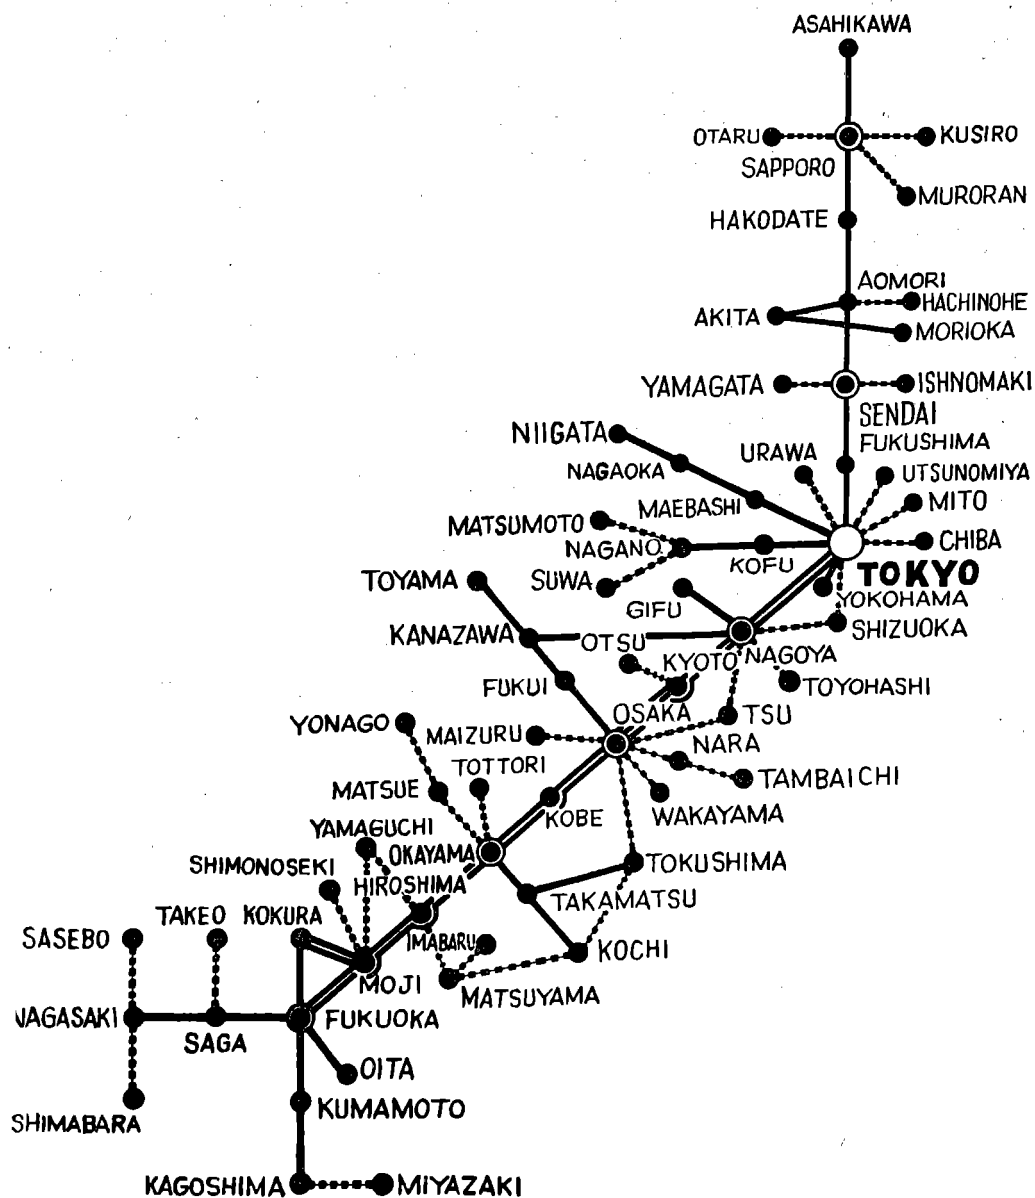 ASAHIKAWA
OTARU
KUSIRO
SAPPORO
MURORAN
HAKODATE
AOMORI
HACHINOHE
AKITA
MORIOKA
YAMAGATA
ISHNOMAKI
SENDAI
NIIGATA
FUKUSHIMA
URAWA
NAGAOKA
UTSUNOMIYA
MITO
MAEBASHI
MATSUMOTO
CHIBA
NAGANO
KOFU
TOKYO
TOYAMA
SUWA
GIFU
YOKOHAMA
SHIZUOKA
KANAZAWA
OTSU
KYOTO
NAGOYA
FUKUI
TOYOHASHI
OSAKA
TSU
YONAGO
MAIZURU
NARA
TOTTORI
TAMBAICHI
MATSUE
KOBE
WAKAYAMA
YAMAGUCHI
OKAYAMA
TOKUSHIMA
SHIMONOSEKI
HIROSHIMA
TAKAMATSU
TAKEO
KOKURA
SASEBO
IMABARU
KOCHI
MOJI
MATSUYAMA
NAGASAKI
SAGA
FUKUOKA
OITA
KUMAMOTO
SHIMABARA
KAGOSHIMA
MIYAZAKI